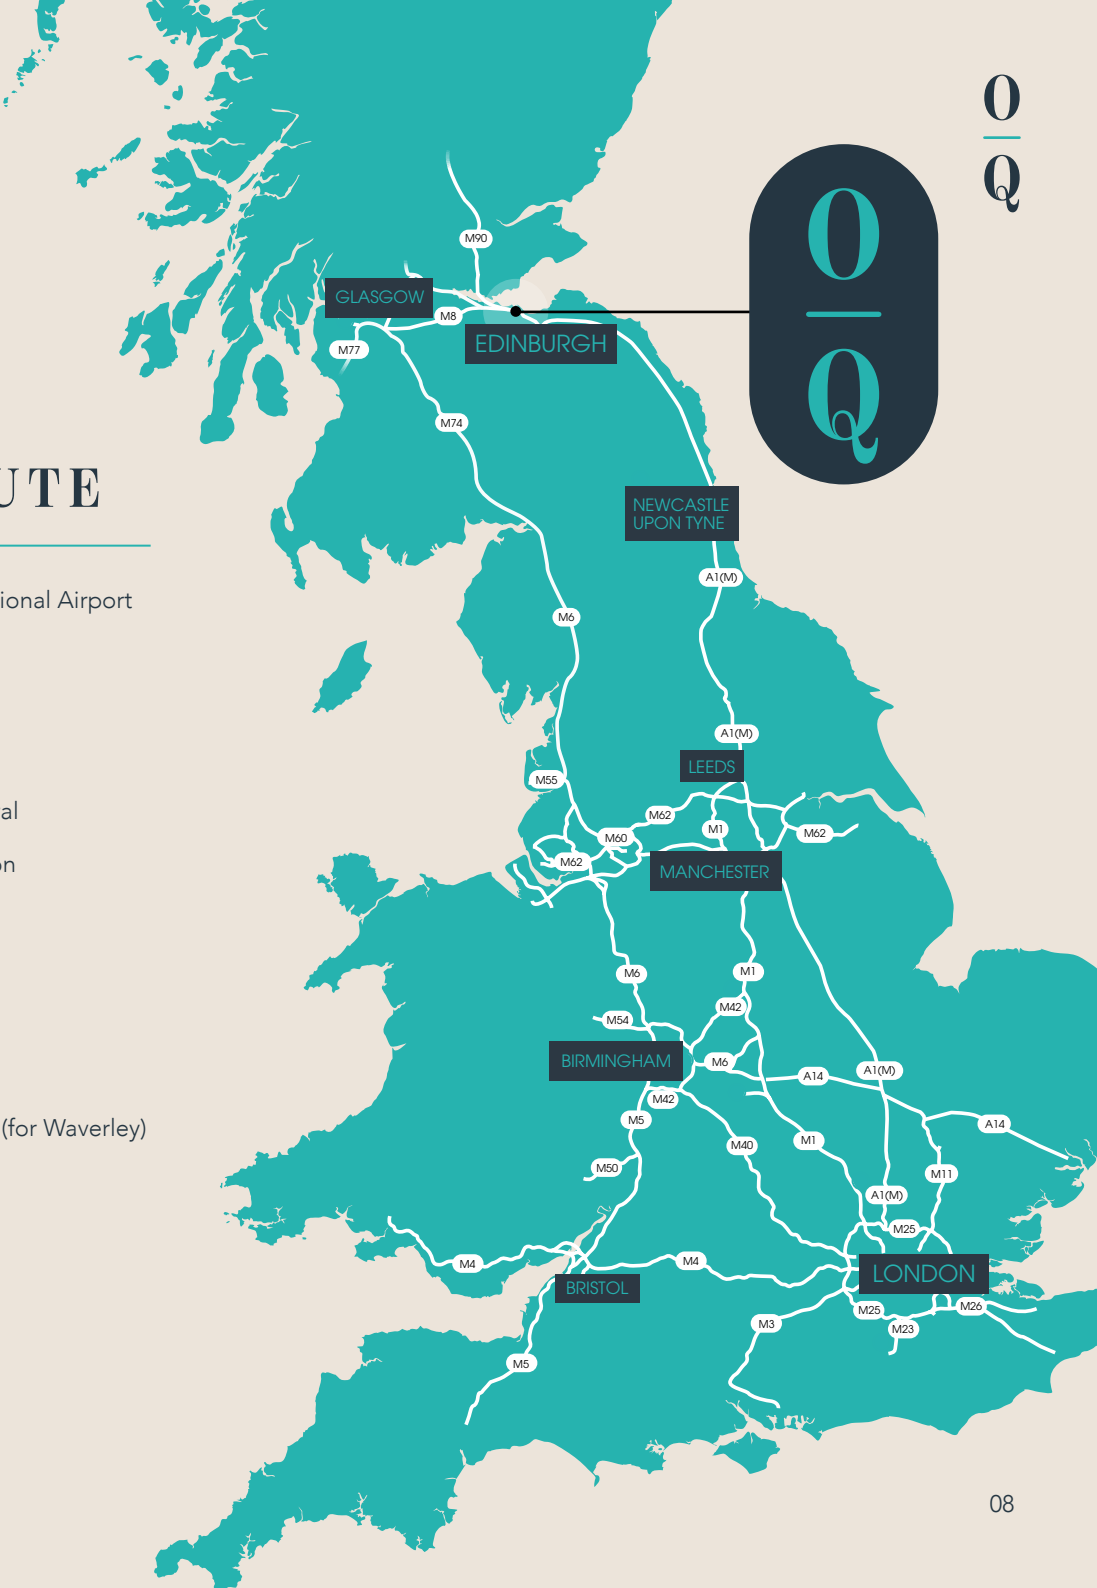 O
Q
O
Q
M90
GLASGOW
M8
EDINBURGH
M77
M74
UTE
NEWCASTLE
UPON TYNE
A1(M)
ional Airport
M6
A1(M)
LEEDS
M55
al
M62
M1
M60
M62
on
M62
MANCHESTER
M6
M1
M42
M54
BIRMINGHAM
M6
A14
A1(M)
M42
M5
A14
(for Waverley)
M1
M40
M50
M11
A1(M)
M25
M4
M4
LONDON
BRISTOL
M25
M26
M3
M23
M5
08